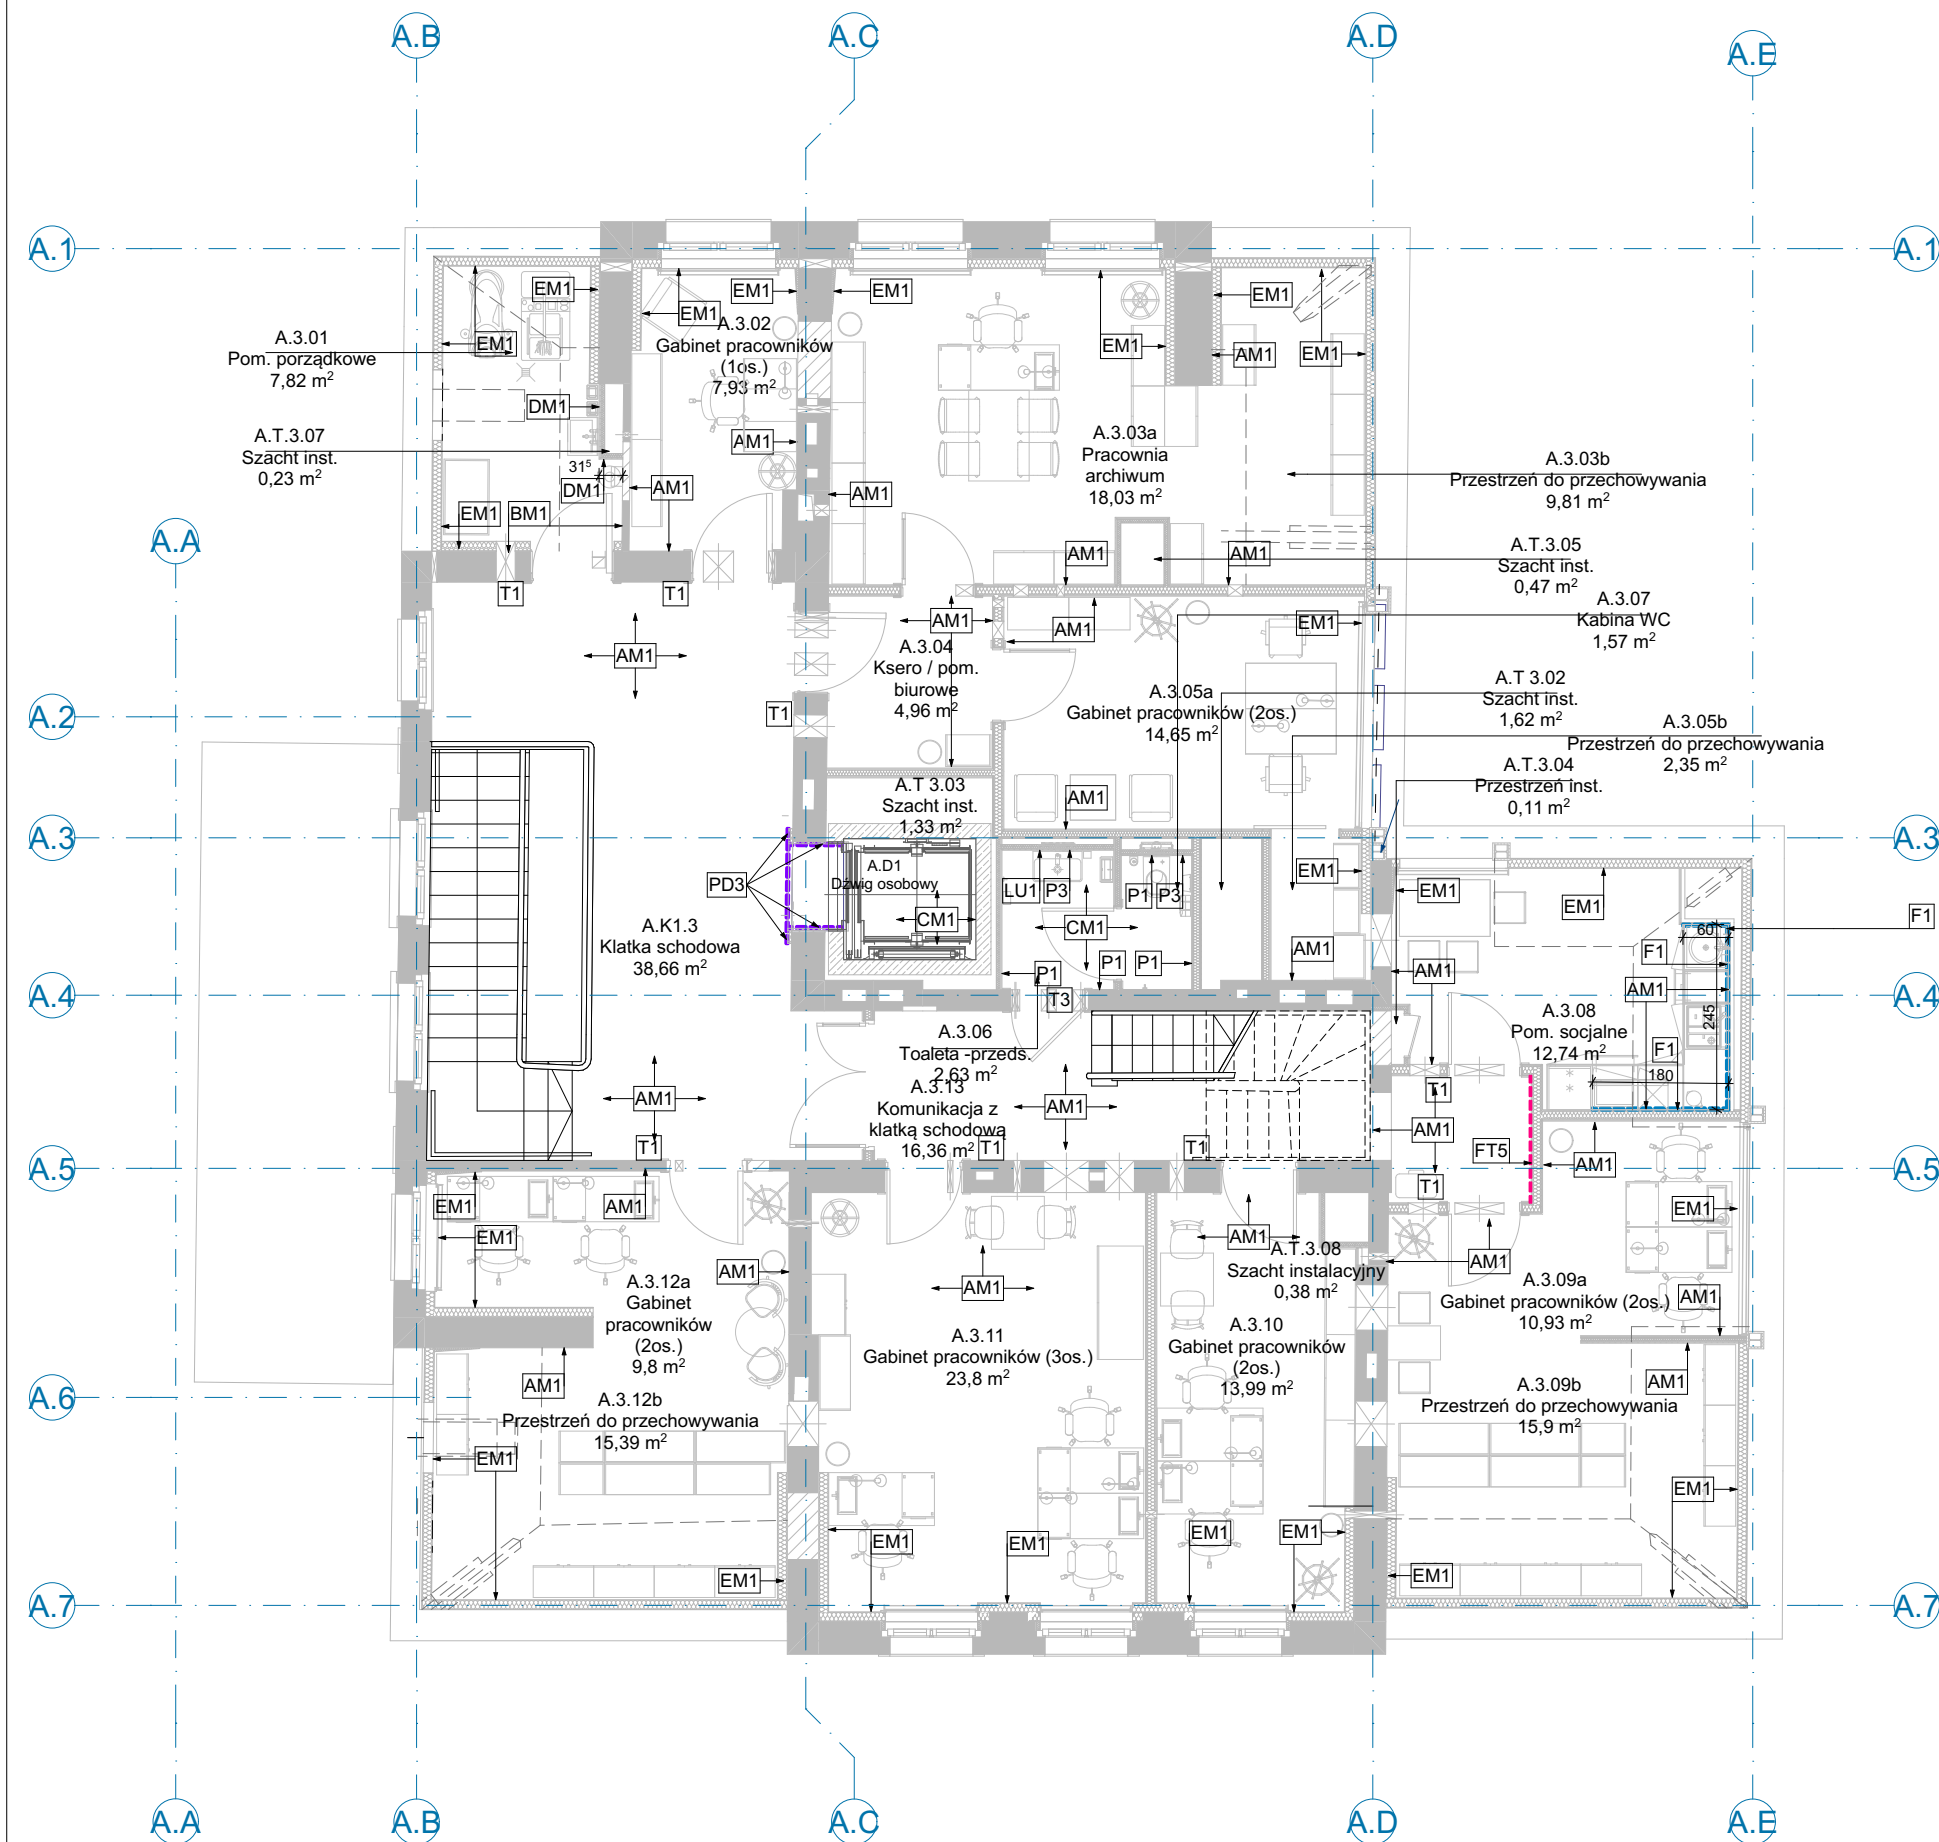 A.B
A.C
A.D
A.E
A.1
A.1
EM1
EM1
EM1
EM1
EM1
A.3.01
Pom. porządkowe
7,82 m²
EM1
A.3.02
Gabinet pracowników
(1os.)
7,93 m²
EM1
AM1
EM1
DM1
A.T.3.07
Szacht inst.
0,23 m²
AM1
A.3.03a
Pracownia
archiwum
18,03 m²
A.3.03b
Przestrzeń do przechowywania
9,81 m²
31⁵
DM1
AM1
AM1
EM1
BM1
A.A
AM1
AM1
A.T.3.05
Szacht inst.
0,47 m²
T1
T1
A.3.07
Kabina WC
1,57 m²
AM1
AM1
EM1
AM1
A.3.04
Ksero / pom.
biurowe
4,96 m²
A.T 3.02
Szacht inst.
1,62 m²
A.2
A.2
T1
A.3.05a
Gabinet pracowników (2os.)
14,65 m²
A.3.05b
Przestrzeń do przechowywania
2,35 m²
A.T.3.04
Przestrzeń inst.
0,11 m²
A.T 3.03
Szacht inst.
1,33 m²
AM1
A.3
A.3
A.D1
Dźwig osobowy
PD3
LU1
P3
P1
P3
EM1
EM1
EM1
CM1
CM1
F1
60
A.K1.3
Klatka schodowa
38,66 m²
F1
P1
P1
P1
AM1
AM1
AM1
A.4
A.4
T3
245
A.3.08
Pom. socjalne
12,74 m²
A.3.06
Toaleta -przeds.
2,63 m²
F1
180
A.3.13
Komunikacja z
klatką schodową
16,36 m²
AM1
AM1
T1
AM1
T1
T1
T1
FT5
AM1
A.5
A.5
T1
EM1
AM1
EM1
EM1
AM1
AM1
AM1
AM1
A.T.3.08
Szacht instalacyjny
0,38 m²
A.3.12a
Gabinet
pracowników
(2os.)
9,8 m²
A.3.09a
Gabinet pracowników (2os.)
10,93 m²
AM1
A.3.11
Gabinet pracowników (3os.)
23,8 m²
A.3.10
Gabinet pracowników
(2os.)
13,99 m²
AM1
AM1
A.6
A.6
A.3.12b
Przestrzeń do przechowywania
15,39 m²
A.3.09b
Przestrzeń do przechowywania
15,9 m²
EM1
EM1
EM1
EM1
EM1
EM1
EM1
EM1
A.7
A.7
A.A
A.B
A.C
A.D
A.E